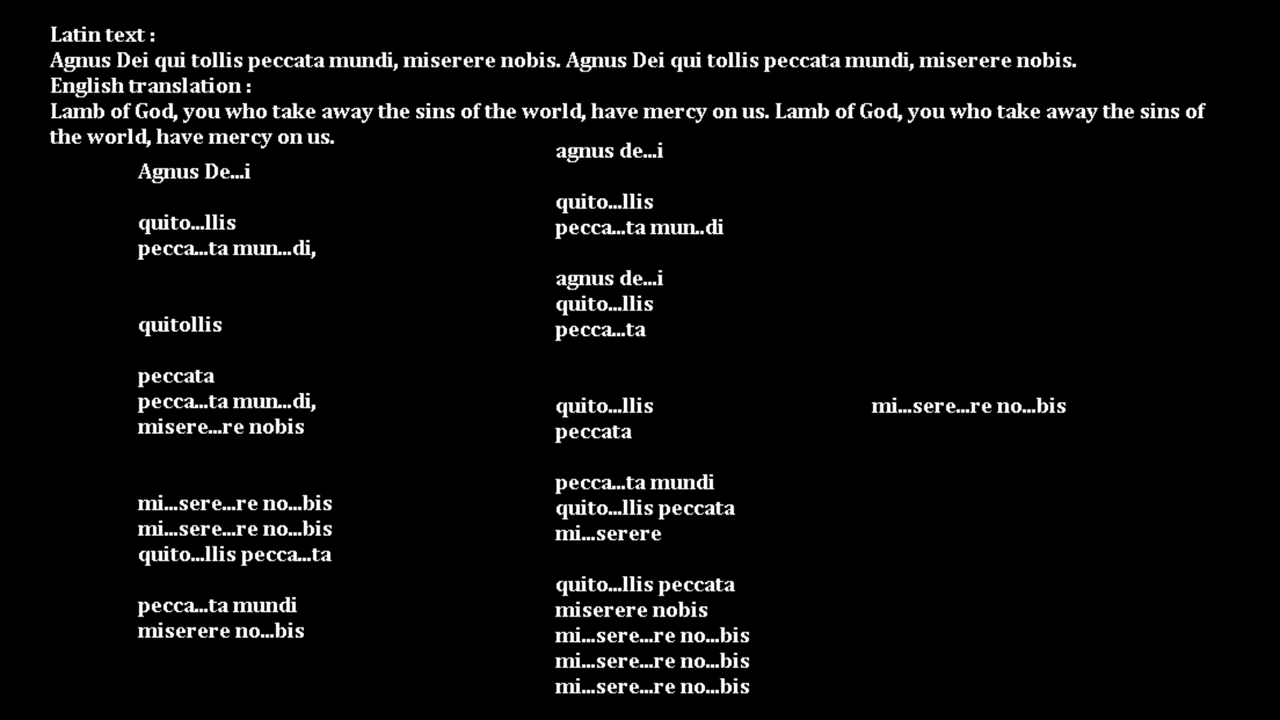 Latin text :
Agnus Dei qui tollis peccata mundi, miserere nobis. Agnus Dei qui tollis peccata mundi, miserere nobis.
English translation :
Lamb of God, you who take away the sins of the world, have mercy on us. Lamb of God, you who take away the sins of
the world, have mercy on us.
Agnus De...i
quito...llis
pecca...ta mun...di,
quitollis
peccata
pecca...ta mun...di,
misere...re nobis
mi...sere...re no...bis
mi...sere...re no...bis
quito...llis pecca...ta
pecca...ta mundi
miserere no...bis
agnus de...i
quito...llis
pecca...ta mun..di
agnus de...i
quito...llis
pecca...ta
quito...llis
peccata
pecca...ta mundi
quito...llis peccata
mi...serere
quito...llis peccata
miserere nobis
mi...sere...re no...bis
mi...sere...re no...bis
mi...sere...re no...bis
mi...sere...re no...bis